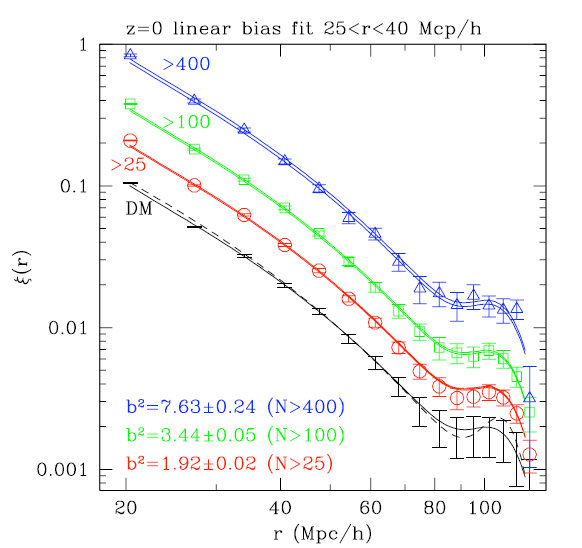 z=0 linear bias fit 25<r<40 Mcp/h
1
>400
>100
0.1
>25
DM
ξ(r)
0.01
b²=7.63±0.24 (N>400)
b²=3.44±0.05 (N>100)
b²=1.92±0.02 (N>25)
0.001
20 40 60 80 100
r (Mpc/h)